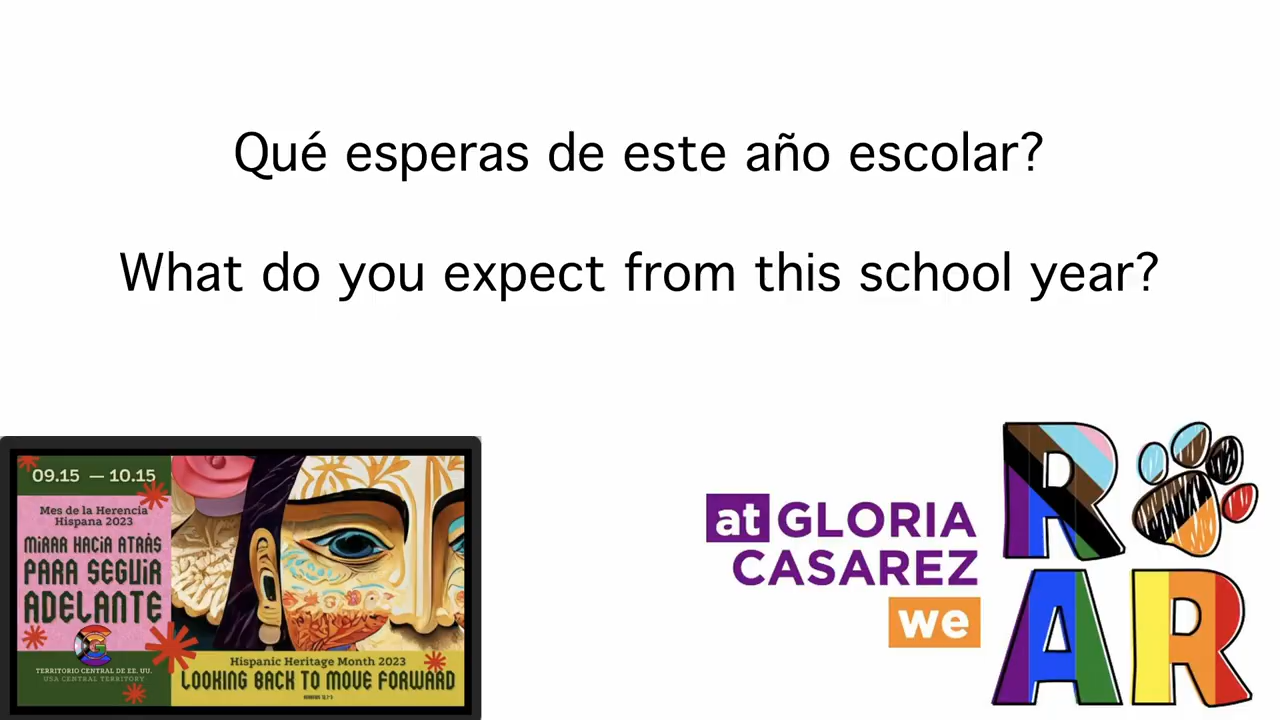 Qué esperas de este año escolar?
What do you expect from this school year?
09.15 — 10.15
Mes de la Herencia
Hispana 2023
MIRAR HACIA ATRÁS
PARA SEGUIR
ADELANTE
TERRITORIO CENTRAL DE EE. UU.
USA CENTRAL TERRITORY
Hispanic Heritage Month 2023
LOOKING BACK TO MOVE FORWARD
at GLORIA
CASAREZ
we
R
AR